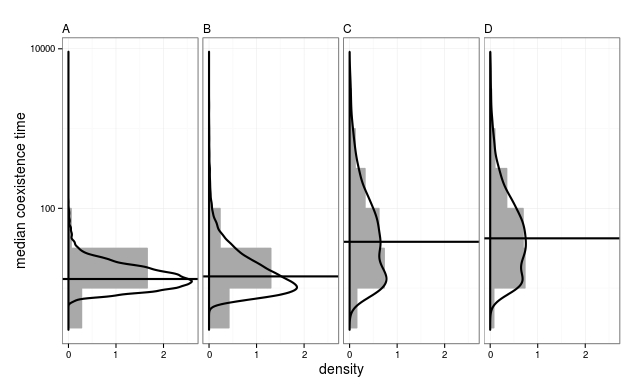 A B C D
10000
100
median coexistence time
0 1 2 0 1 2 0 1 2 0 1 2
density